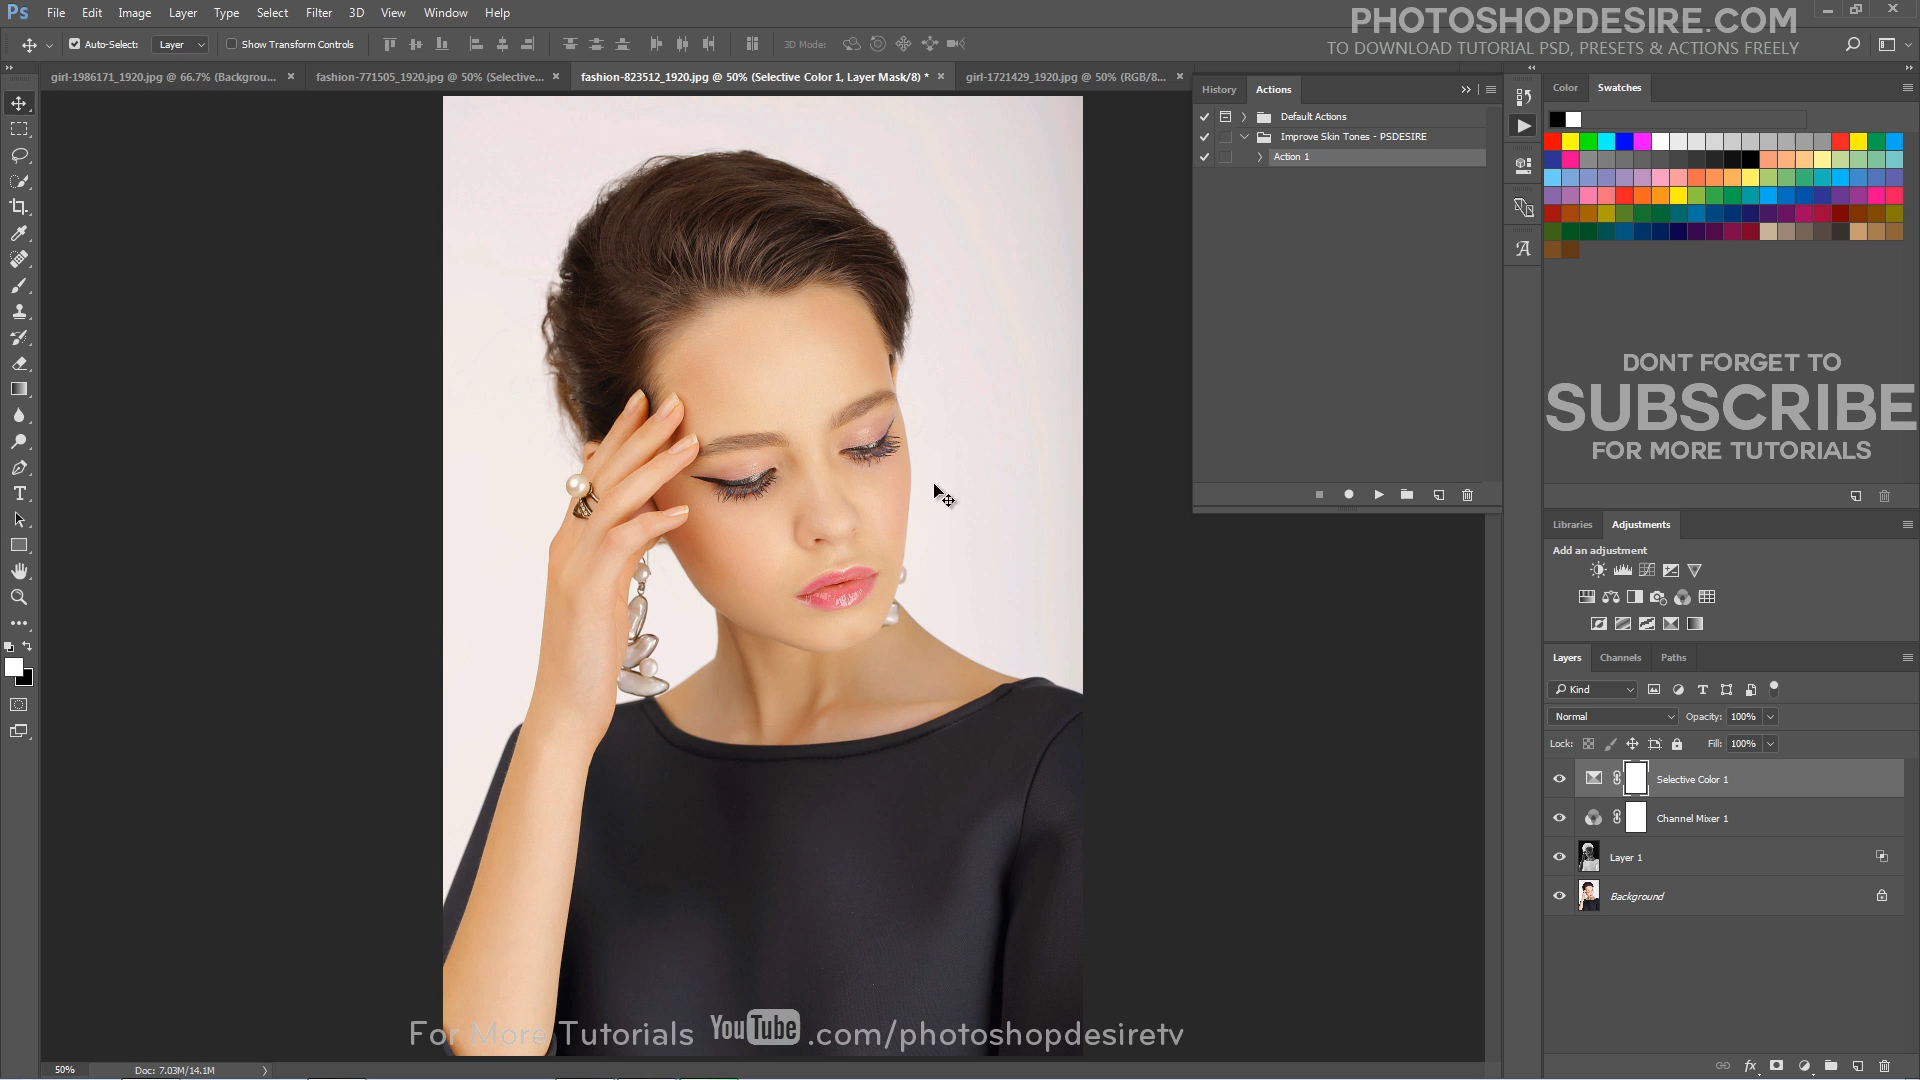 Ps File Edit Image Layer Type Select Filter 3D View Window Help
PHOTOSHOPDESIRE.COM
TO DOWNLOAD TUTORIAL PSD, PRESETS & ACTIONS FREELY
Auto-Select: Layer Show Transform Controls 3D Mode:
girl-1986171_1920.jpg @ 66.7% (Backgrou... × fashion-771505_1920.jpg @ 50% (Selective... × fashion-823512_1920.jpg @ 50% (Selective Color 1, Layer Mask/8) * × girl-1721429_1920.jpg @ 50% (RGB/8... ×
History Actions
Default Actions
Improve Skin Tones - PSDESIRE
Action 1
Color Swatches
DONT FORGET TO
SUBSCRIBE
FOR MORE TUTORIALS
Libraries Adjustments
Add an adjustment
Layers Channels Paths
Kind
Normal Opacity: 100%
Lock: Fill: 100%
Selective Color 1
Channel Mixer 1
Layer 1
Background
fx
For More Tutorials YouTube .com/photoshopdesiretv
50% Doc: 7.03M/14.1M